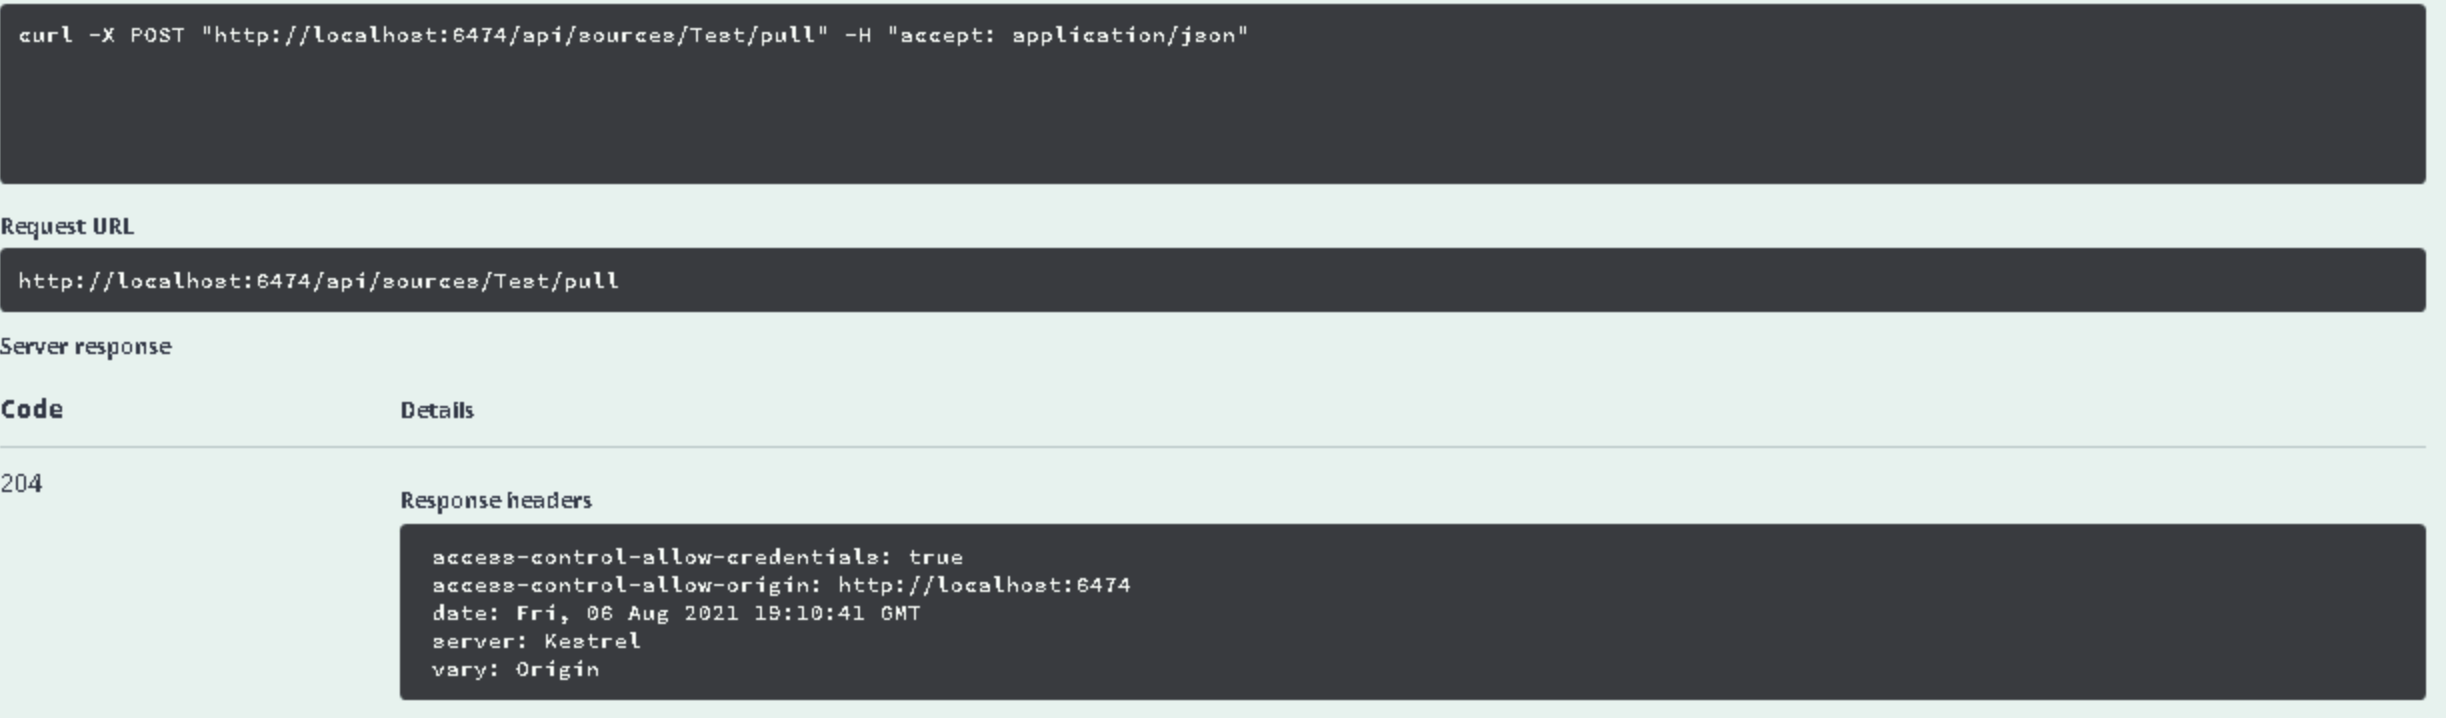 curl -X POST "http://localhost:6474/api/sources/Test/pull" -H "accept: application/json"
Request URL
http://localhost:6474/api/sources/Test/pull
Server response
Code Details
204
Response headers
access-control-allow-credentials: true
access-control-allow-origin: http://localhost:6474
date: Fri, 06 Aug 2021 19:10:41 GMT
server: Kestrel
vary: Origin